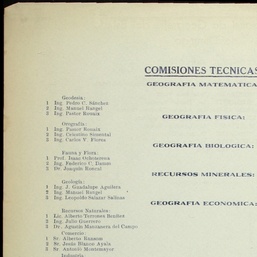 COMISIONES TECNICAS
GEOGRAFIA MATEMATICA
Geodesia:
1 Ing. Pedro C. Sánchez
2 Ing. Manuel Rangel
3 Ing. Pastor Rouaix
GEOGRAFIA FISICA:
Orografía:
1 Ing. Pastor Rouaix
2 Ing. Ceferino Simental
3 Ing. Carlos V. Flores
GEOGRAFIA BIOLOGICA:
Fauna y Flora:
1 Prof. Isaac Ochoterena
2 Ing. Federico C. Damm
3 Dr. Joaquín Roncal
RECURSOS MINERALES:
Geología:
1 Ing. J. Guadalupe Aguilera
2 Ing. Manuel Rangel
3 Ing. Leopoldo Salazar Salinas
GEOGRAFIA ECONOMICA:
Recursos Naturales:
1 Lic. Alberto Terrones Benítez
2 Ing. Julio Guerrero
3 Dr. Agustín Manzanera del Campo
Comercio:
1 Sr. Alberto Ransom
2 Sr. Jesús Blanco Ayala
3 Sr. Antonio Montemayor
Industria